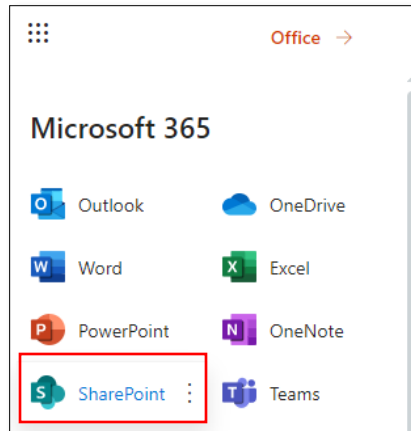 Office →
Microsoft 365
Outlook OneDrive
Word Excel
PowerPoint OneNote
SharePoint Teams